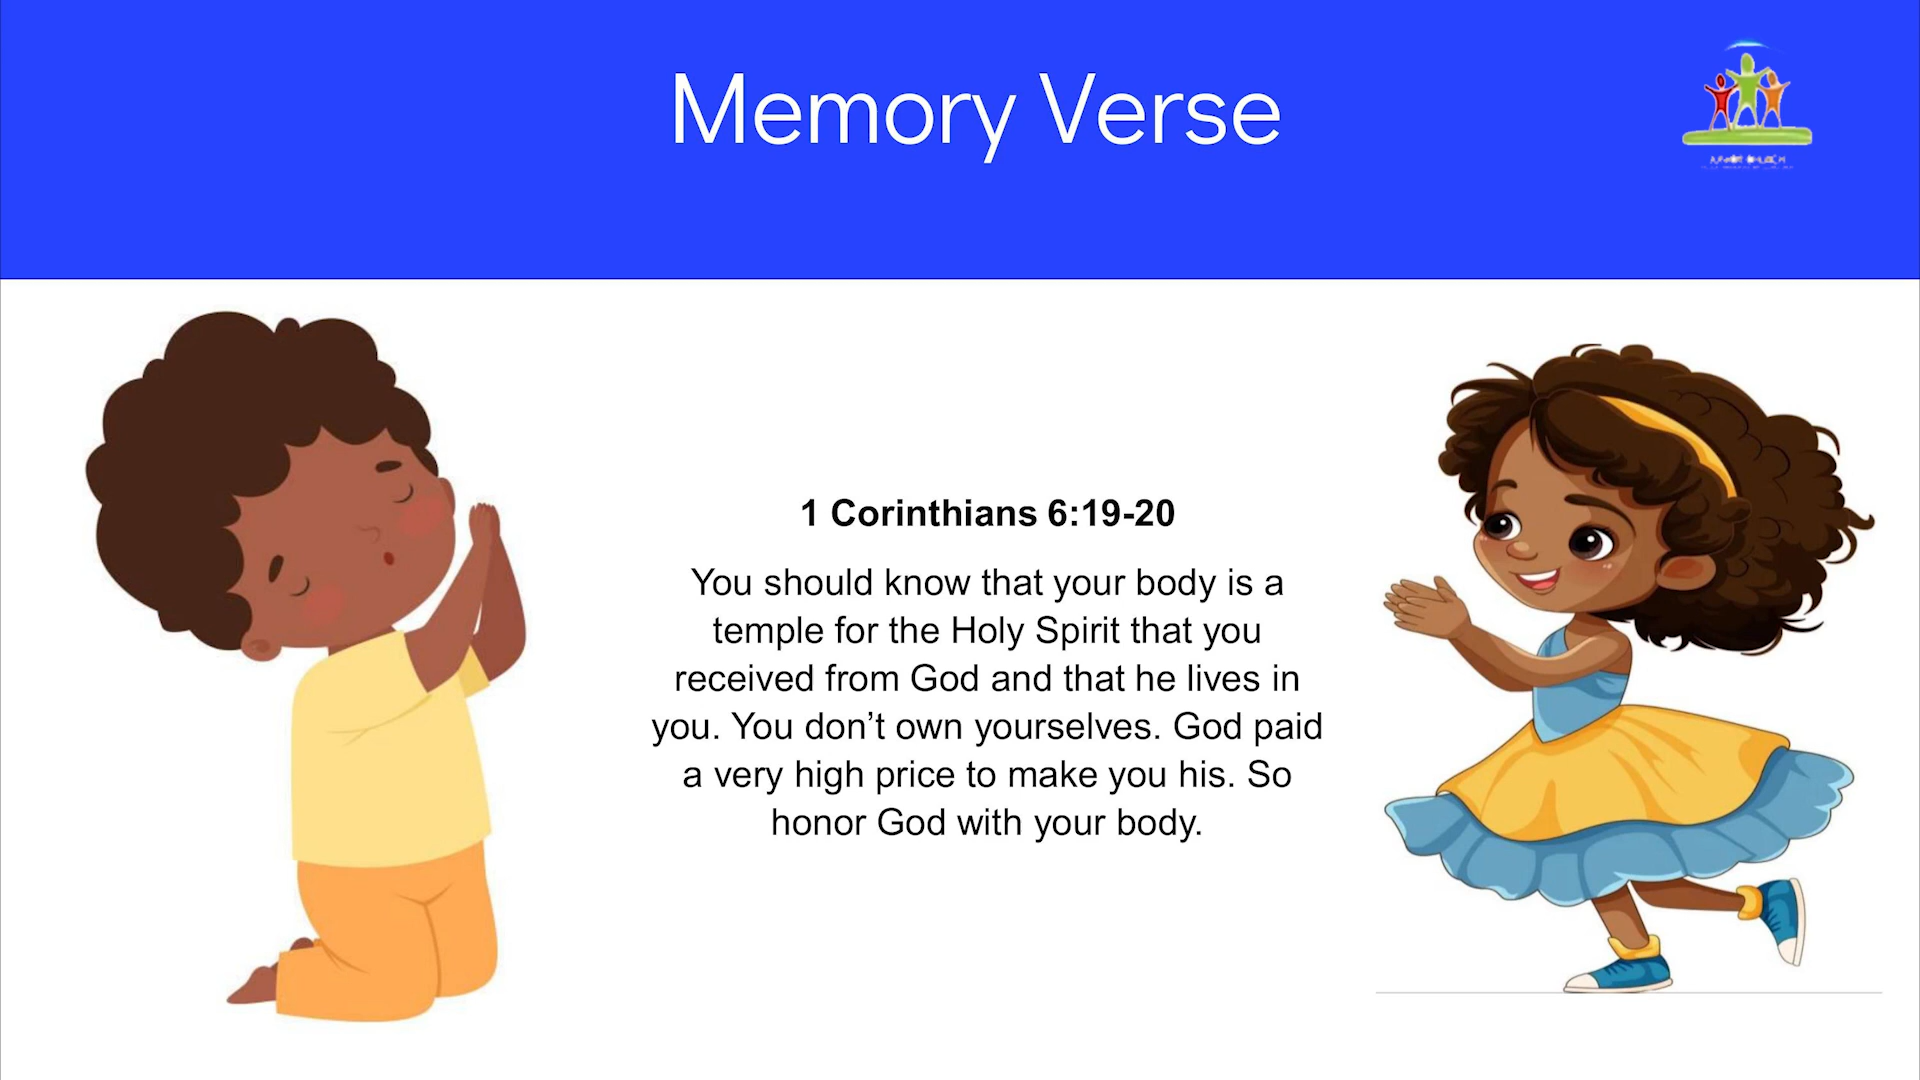 Memory Verse
1 Corinthians 6:19-20
You should know that your body is a
temple for the Holy Spirit that you
received from God and that he lives in
you. You don’t own yourselves. God paid
a very high price to make you his. So
honor God with your body.